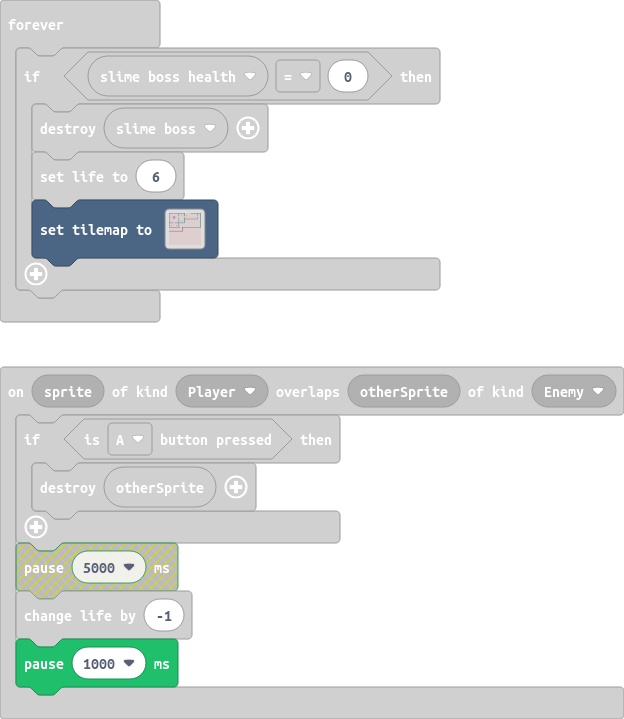 forever
if slime boss health = 0 then
destroy slime boss
set life to 6
set tilemap to
on sprite of kind Player overlaps otherSprite of kind Enemy
if is A button pressed then
destroy otherSprite
pause 5000 ms
change life by -1
pause 1000 ms